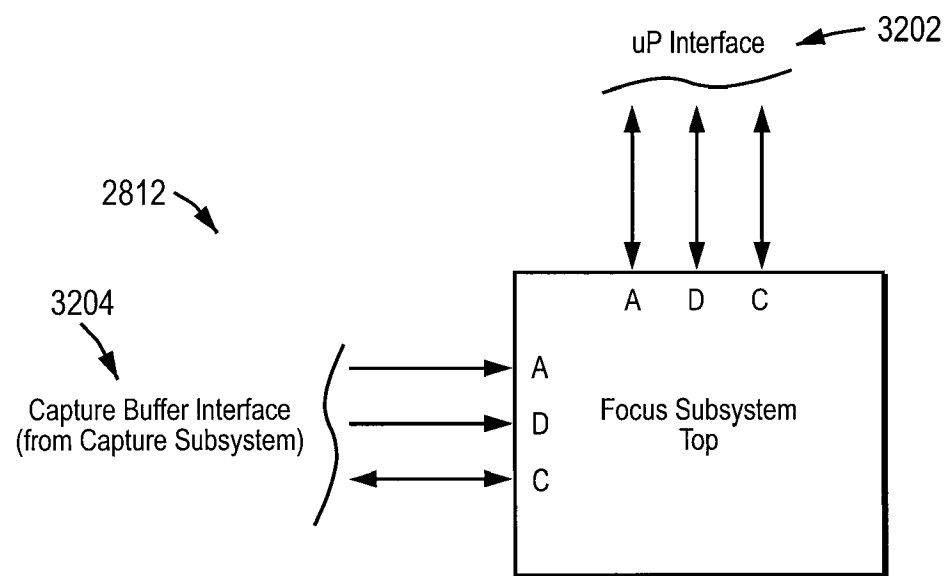 uP Interface
3202
2812
A D C
3204
A
Capture Buffer Interface
(from Capture Subsystem)
D
Focus Subsystem
Top
C